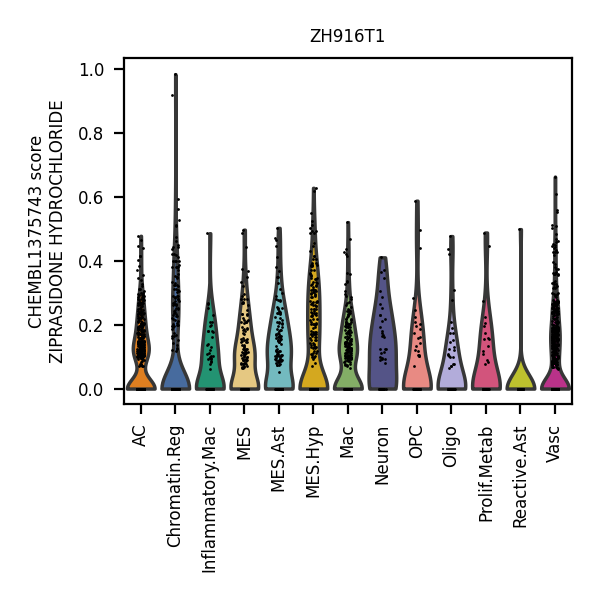 ZH916T1
CHEMBL1375743 score
ZIPRASIDONE HYDROCHLORIDE
1.0
0.8
0.6
0.4
0.2
0.0
AC
Chromatin.Reg
Inflammatory.Mac
MES
MES.Ast
MES.Hyp
Mac
Neuron
OPC
Oligo
Prolif.Metab
Reactive.Ast
Vasc